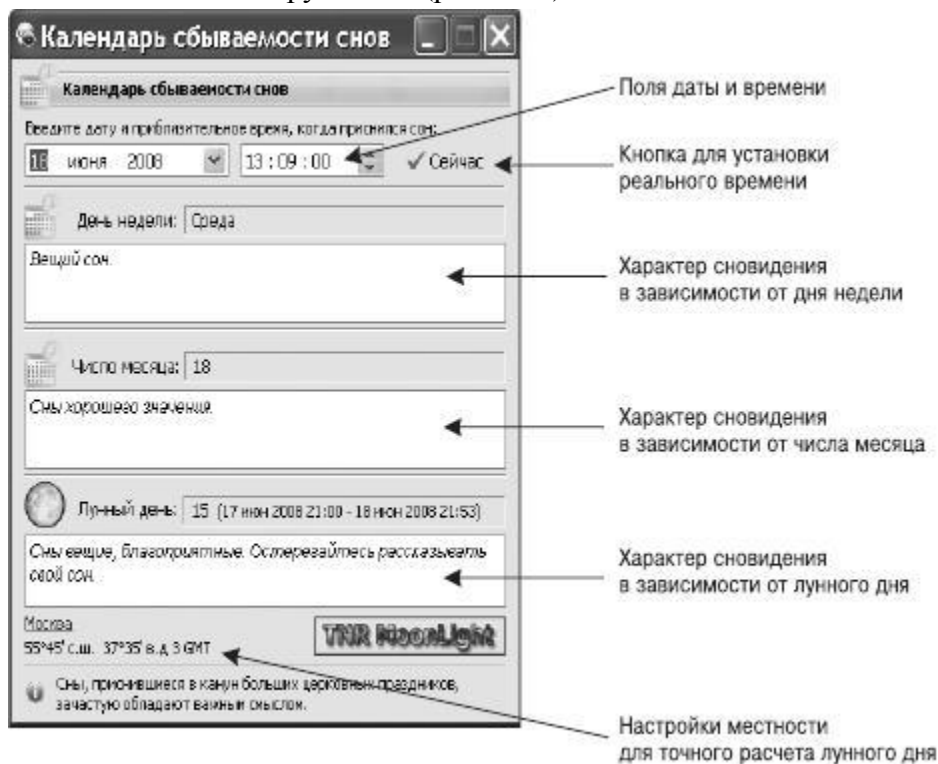 Календарь сбываемости снов
Календарь сбываемости снов
Введите дату и приблизительное время, когда приснился сон:
18 июня 2008
13 : 09 : 00
Сейчас
День недели: Среда
Вещий сон.
Число месяца: 18
Сны хорошего значения.
Лунный день: 15 (17 июн 2008 21:00 - 18 июн 2008 21:53)
Сны вещие, благоприятные. Остерегайтесь рассказывать
свой сон.
Москва
55°45' с.ш. 37°35' в.д. 3 GMT
TNR MoonLight
Сны, приснившиеся в канун больших церковных праздников,
зачастую обладают важным смыслом.
Поля даты и времени
Кнопка для установки
реального времени
Характер сновидения
в зависимости от дня недели
Характер сновидения
в зависимости от числа месяца
Характер сновидения
в зависимости от лунного дня
Настройки местности
для точного расчета лунного дня